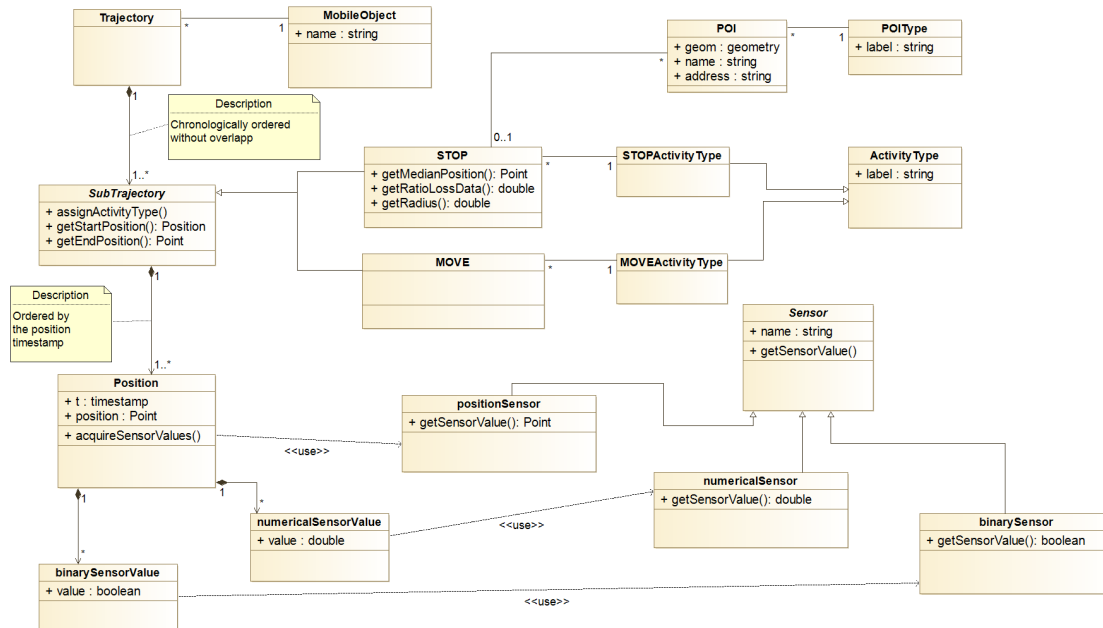 Trajectory
*
1
MobileObject
+ name : string
POI
+ geom : geometry
+ name : string
+ address : string
*
1
POIType
+ label : string
*
1
Description
Chronologically ordered
without overlapp
1..*
0..1
STOP
+ getMedianPosition(): Point
+ getRatioLossData(): double
+ getRadius(): double
*
1
STOPActivityType
ActivityType
+ label : string
SubTrajectory
+ assignActivityType()
+ getStartPosition(): Position
+ getEndPosition(): Point
MOVE
*
1
MOVEActivityType
1
Description
Ordered by
the position
timestamp
1..*
Sensor
+ name : string
+ getSensorValue()
Position
+ t : timestamp
+ position : Point
+ acquireSensorValues()
<<use>>
positionSensor
+ getSensorValue(): Point
1
1
*
*
numericalSensorValue
+ value : double
<<use>>
numericalSensor
+ getSensorValue(): double
binarySensor
+ getSensorValue(): boolean
binarySensorValue
+ value : boolean
<<use>>